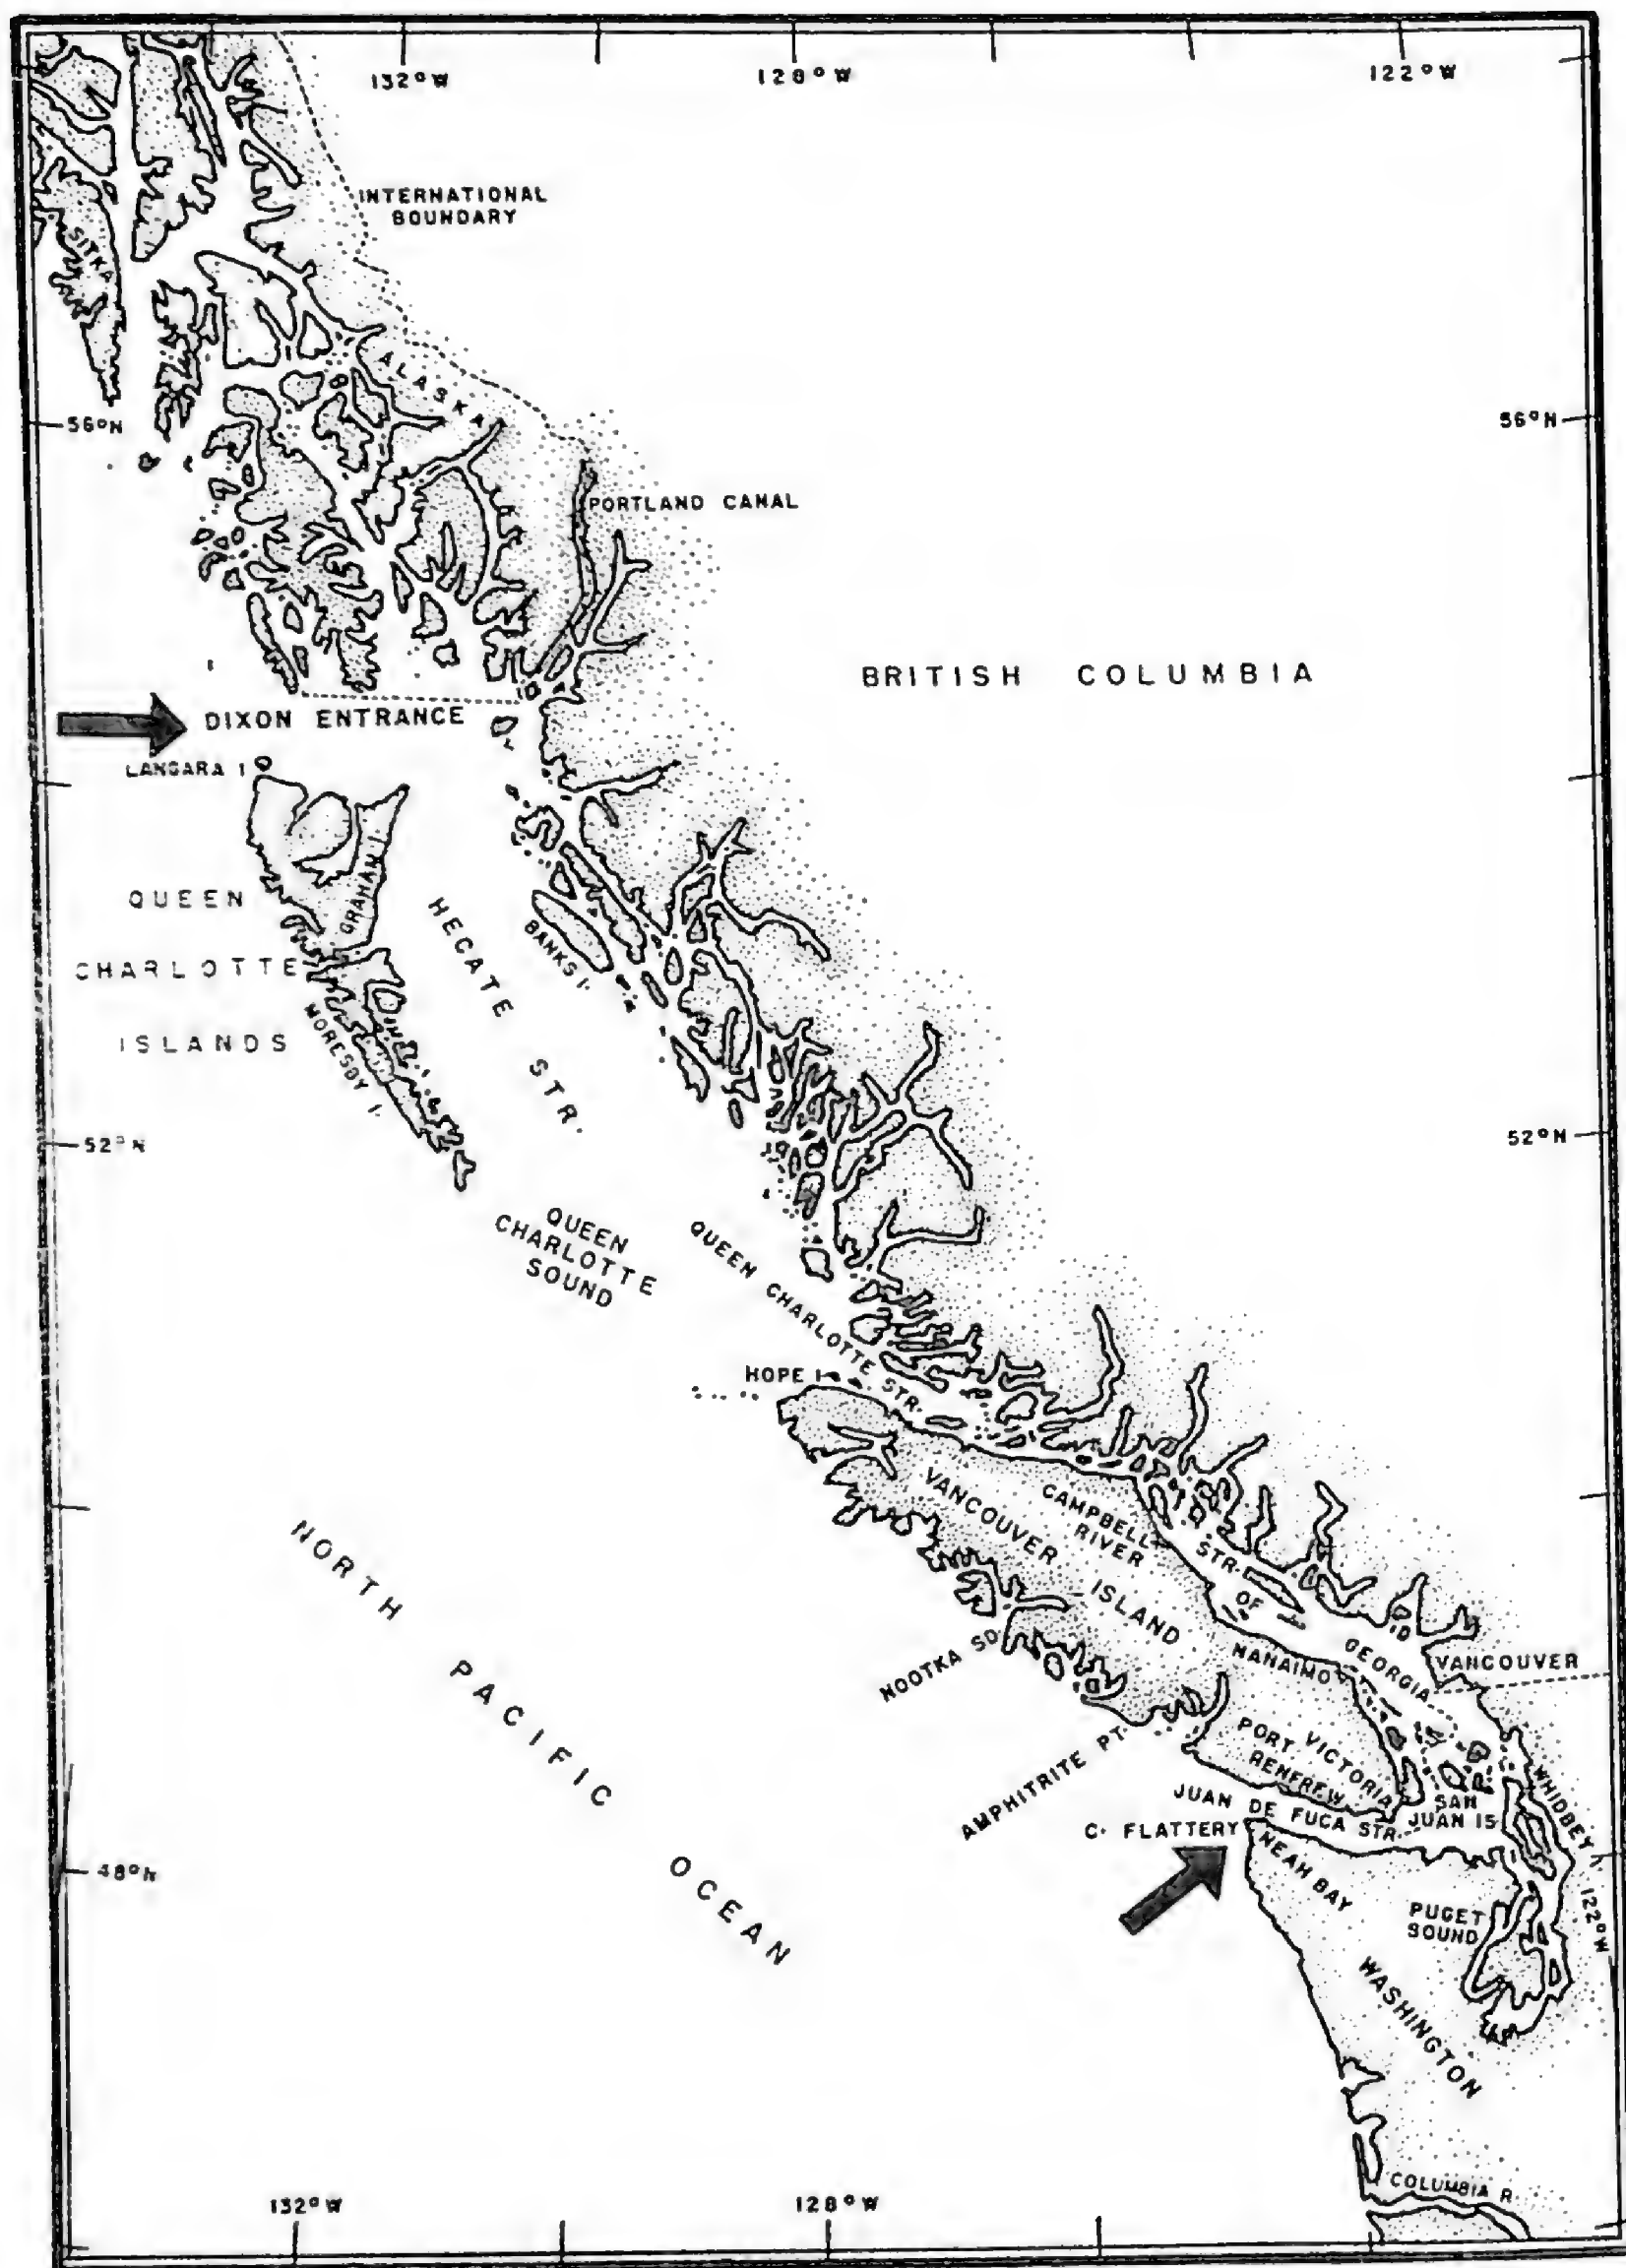 132°W
128°W
122°W
INTERNATIONAL
BOUNDARY
SITKA
ALASKA
56°N
56°N
PORTLAND CANAL
BRITISH COLUMBIA
DIXON ENTRANCE
LANGARA I
GRAHAM I.
QUEEN
CHARLOTTE
ISLANDS
HECATE STR.
BANKS I.
MORESBY I.
52°N
52°N
QUEEN
CHARLOTTE
SOUND
QUEEN CHARLOTTE STR.
HOPE I
VANCOUVER
ISLAND
CAMPBELL
RIVER
STR. OF GEORGIA
NORTH PACIFIC OCEAN
NOOTKA SD
NANAIMO
VANCOUVER
AMPHITRITE PT.
PORT
RENFREW
VICTORIA
SAN
JUAN IS
WHIDBEY
JUAN DE FUCA STR.
C. FLATTERY
NEAH BAY
48°N
PUGET
SOUND
122°W
WASHINGTON
COLUMBIA R.
132°W
128°W